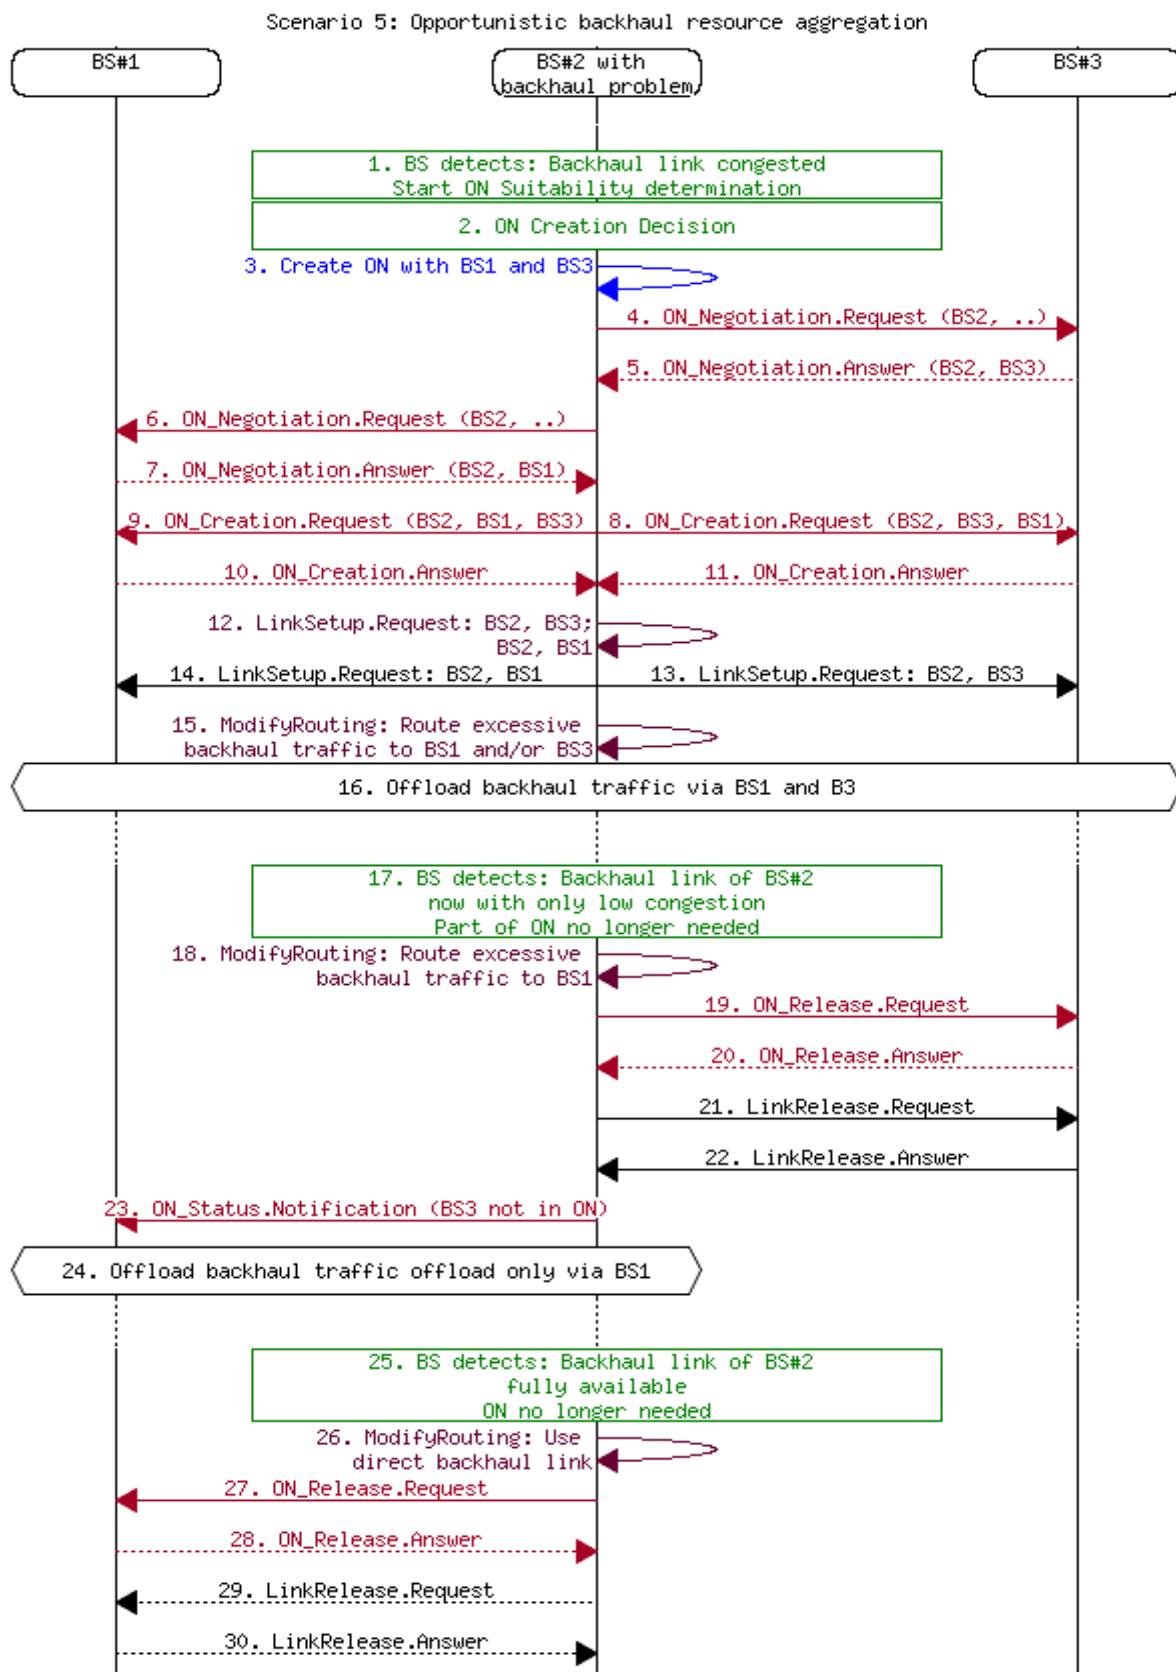 Scenario 5: Opportunistic backhaul resource aggregation
BS#1
BS#2 with
backhaul problem
BS#3
1. BS detects: Backhaul link congested
Start ON Suitability determination
2. ON Creation Decision
3. Create ON with BS1 and BS3
4. ON_Negotiation.Request (BS2, ..)
5. ON_Negotiation.Answer (BS2, BS3)
6. ON_Negotiation.Request (BS2, ..)
7. ON_Negotiation.Answer (BS2, BS1)
9. ON_Creation.Request (BS2, BS1, BS3)
8. ON_Creation.Request (BS2, BS3, BS1)
10. ON_Creation.Answer
11. ON_Creation.Answer
12. LinkSetup.Request: BS2, BS3;
BS2, BS1
14. LinkSetup.Request: BS2, BS1
13. LinkSetup.Request: BS2, BS3
15. ModifyRouting: Route excessive
backhaul traffic to BS1 and/or BS3
16. Offload backhaul traffic via BS1 and B3
17. BS detects: Backhaul link of BS#2
now with only low congestion
Part of ON no longer needed
18. ModifyRouting: Route excessive
backhaul traffic to BS1
19. ON_Release.Request
20. ON_Release.Answer
21. LinkRelease.Request
22. LinkRelease.Answer
23. ON_Status.Notification (BS3 not in ON)
24. Offload backhaul traffic offload only via BS1
25. BS detects: Backhaul link of BS#2
fully available
ON no longer needed
26. ModifyRouting: Use
direct backhaul link
27. ON_Release.Request
28. ON_Release.Answer
29. LinkRelease.Request
30. LinkRelease.Answer